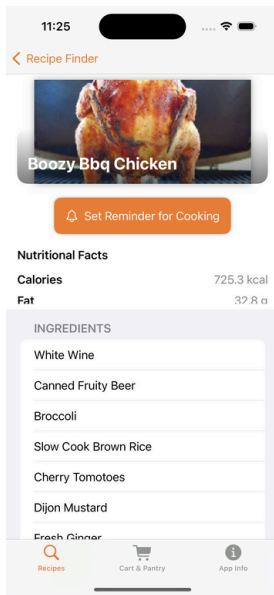 11:25
Recipe Finder
Boozy Bbq Chicken
Set Reminder for Cooking
Nutritional Facts
Calories 725.3 kcal
Fat 32.8 g
INGREDIENTS
White Wine
Canned Fruity Beer
Broccoli
Slow Cook Brown Rice
Cherry Tomotoes
Dijon Mustard
Fresh Ginger
Recipes Cart & Pantry App Info